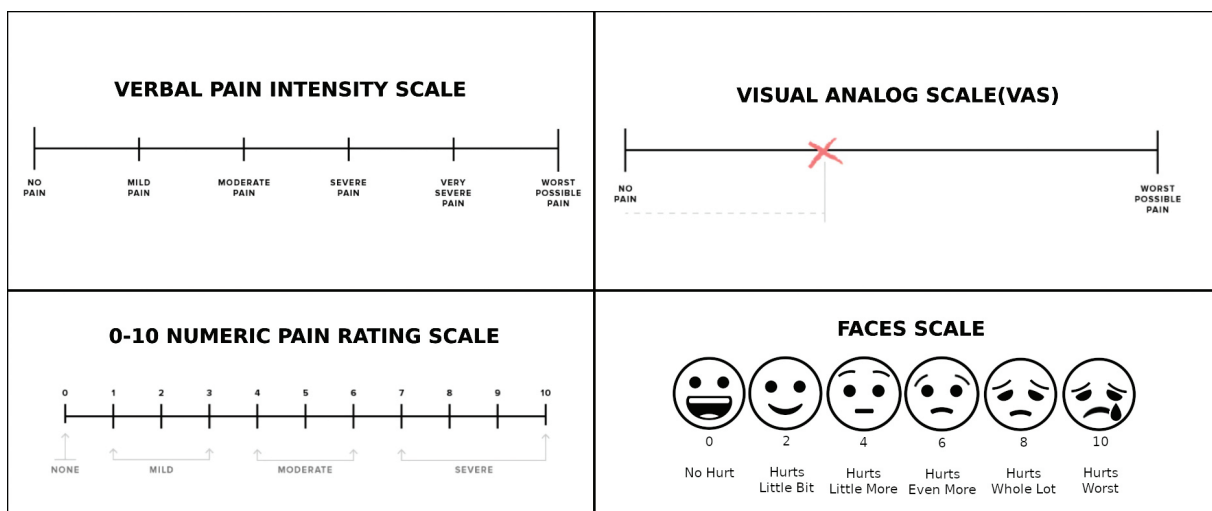 VERBAL PAIN INTENSITY SCALE
NO
PAIN
MILD
PAIN
MODERATE
PAIN
SEVERE
PAIN
VERY
SEVERE
PAIN
WORST
POSSIBLE
PAIN
VISUAL ANALOG SCALE(VAS)
NO
PAIN
WORST
POSSIBLE
PAIN
0-10 NUMERIC PAIN RATING SCALE
0 1 2 3 4 5 6 7 8 9 10
NONE MILD MODERATE SEVERE
FACES SCALE
0 2 4 6 8 10
No Hurt
Hurts
Little Bit
Hurts
Little More
Hurts
Even More
Hurts
Whole Lot
Hurts
Worst